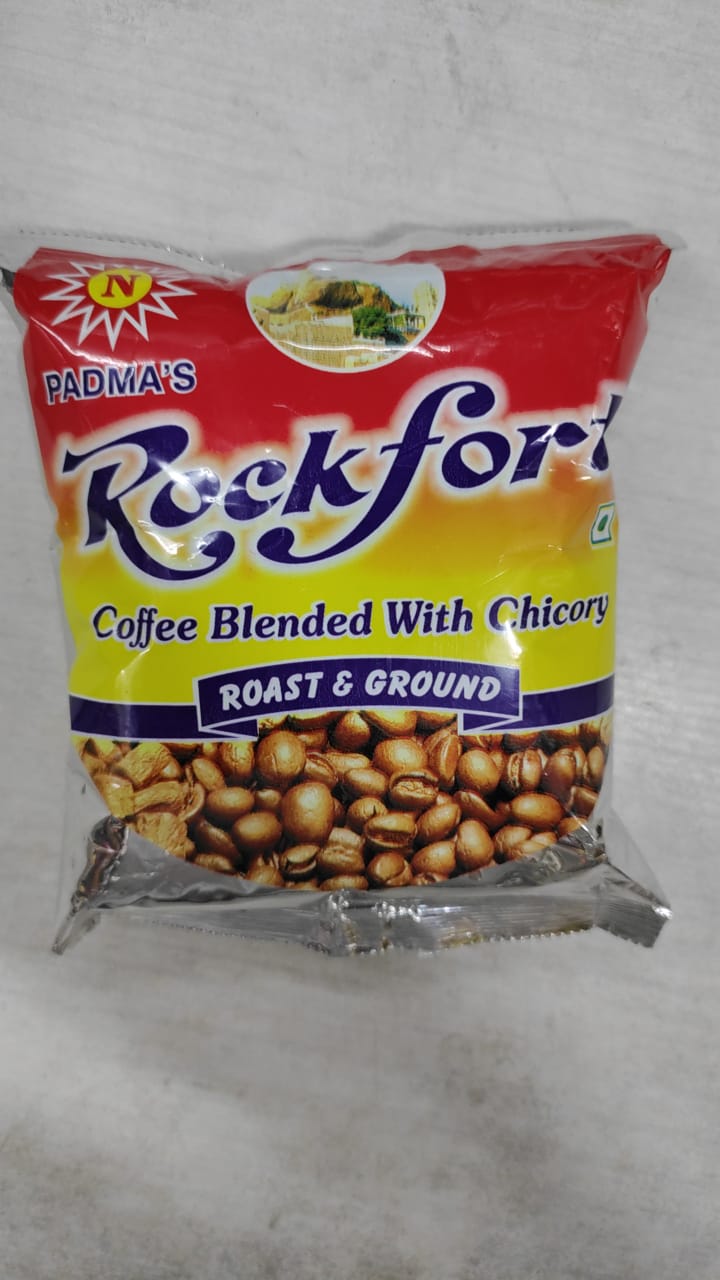 N
PADMA'S
Rockfort
Coffee Blended With Chicory
ROAST & GROUND